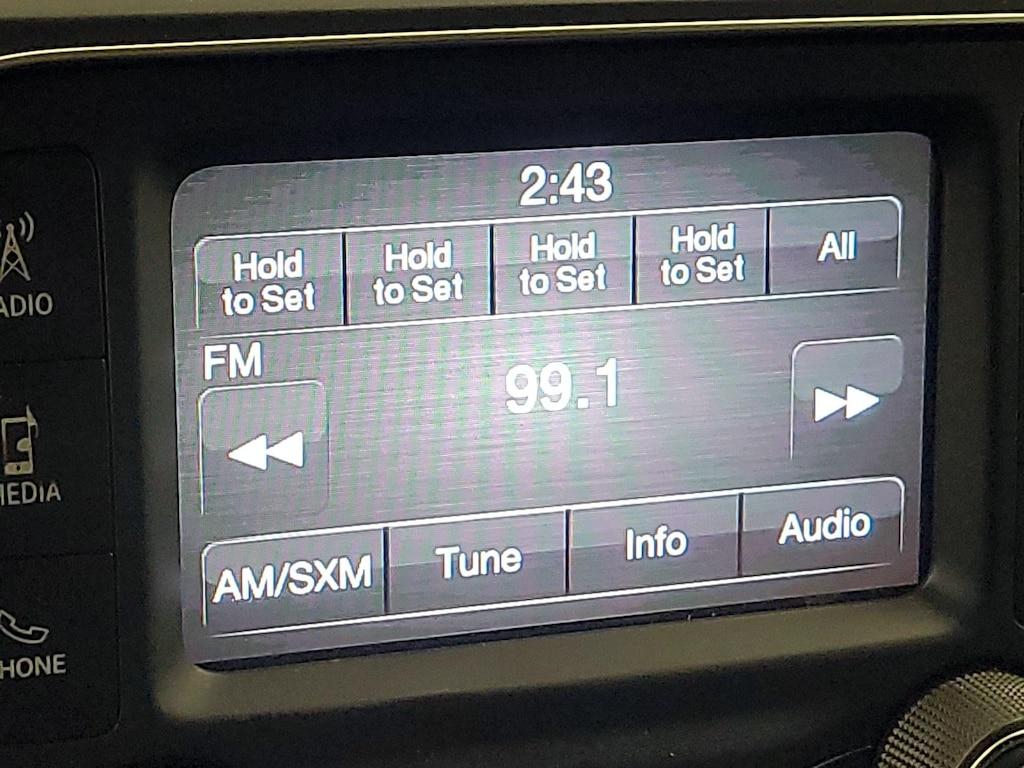 2:43
Hold
to Set
Hold
to Set
Hold
to Set
Hold
to Set
All
FM
99.1
AM/SXM
Tune
Info
Audio
ADIO
MEDIA
HONE